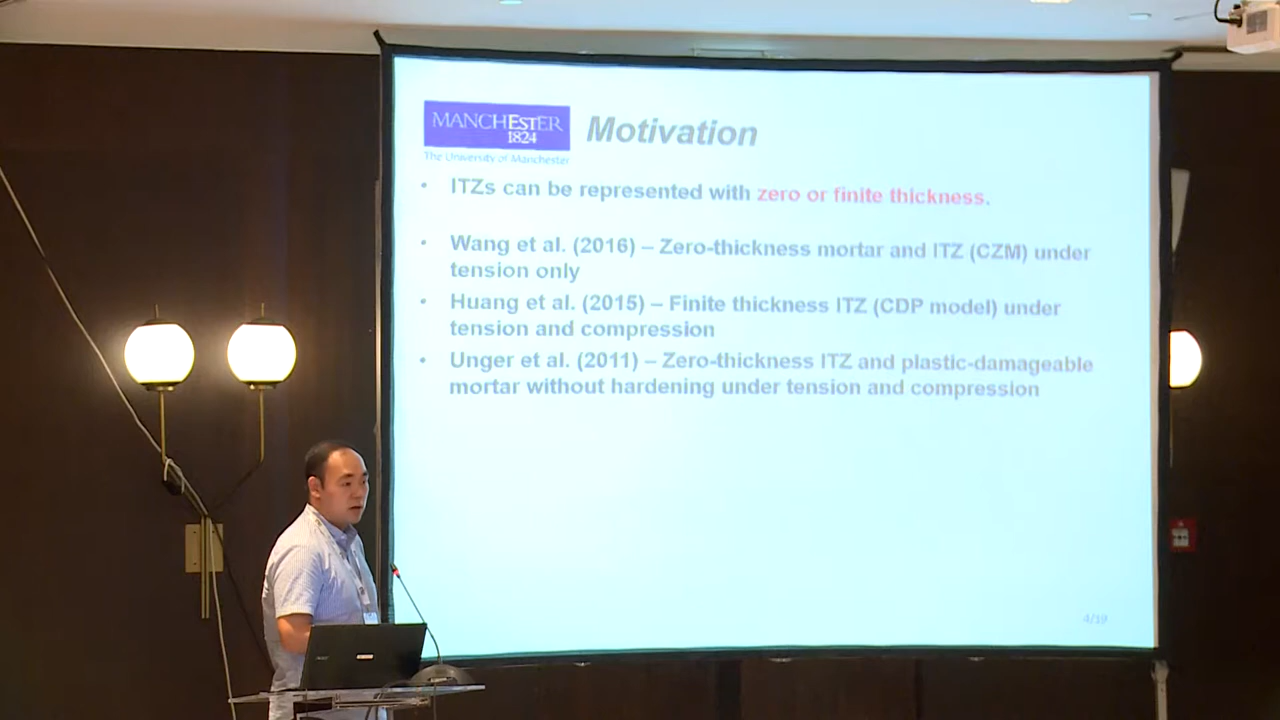 MANCHESTER
1824
The University of Manchester
Motivation
• ITZs can be represented with zero or finite thickness.
• Wang et al. (2016) – Zero-thickness mortar and ITZ (CZM) under
tension only
• Huang et al. (2015) – Finite thickness ITZ (CDP model) under
tension and compression
• Unger et al. (2011) – Zero-thickness ITZ and plastic-damageable
mortar without hardening under tension and compression
4/19